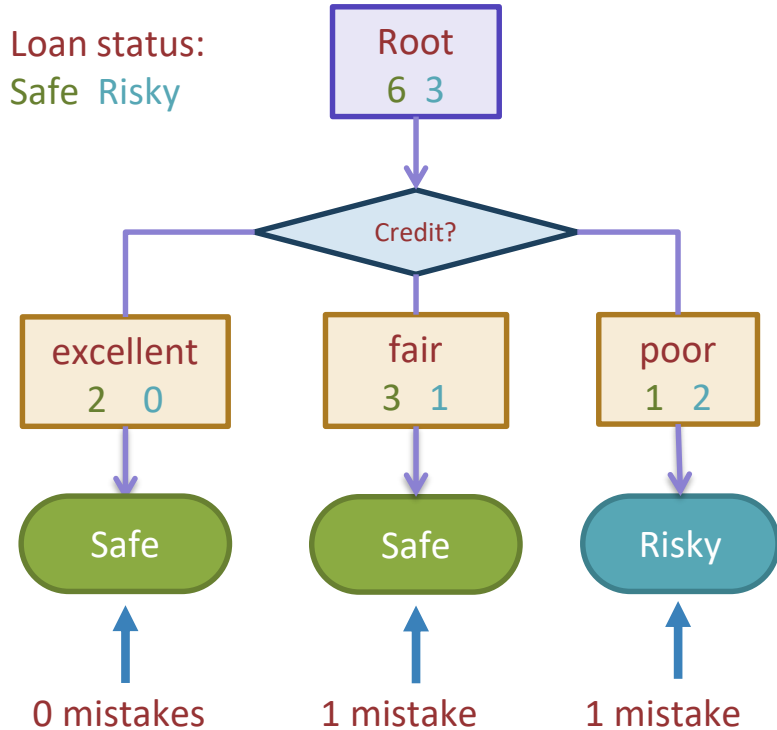 Loan status:
Safe Risky
Root
6 3
Credit?
excellent
2 0
fair
3 1
poor
1 2
Safe
Safe
Risky
0 mistakes
1 mistake
1 mistake